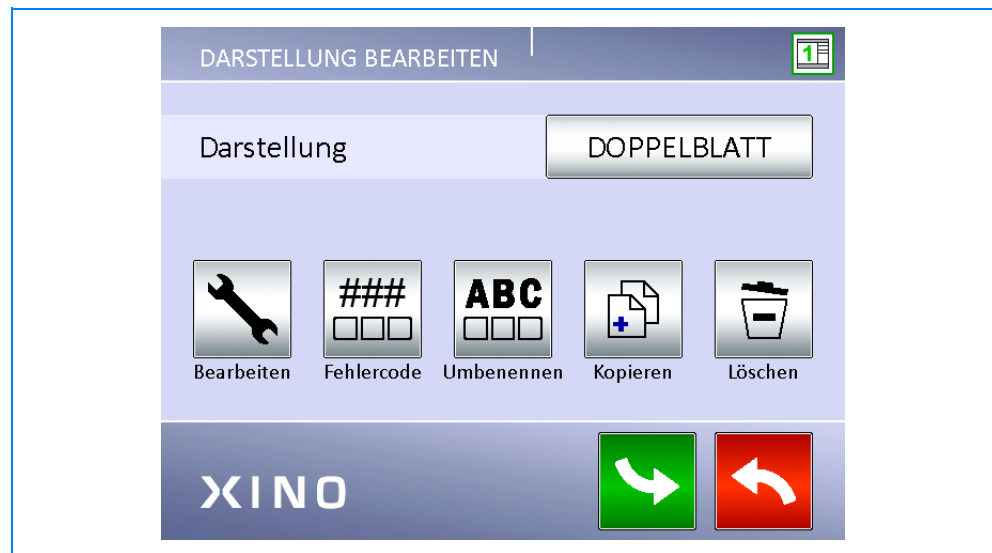 DARSTELLUNG BEARBEITEN
1
Darstellung
DOPPELBLATT
###
ABC
Bearbeiten Fehlercode Umbenennen Kopieren Löschen
XINO